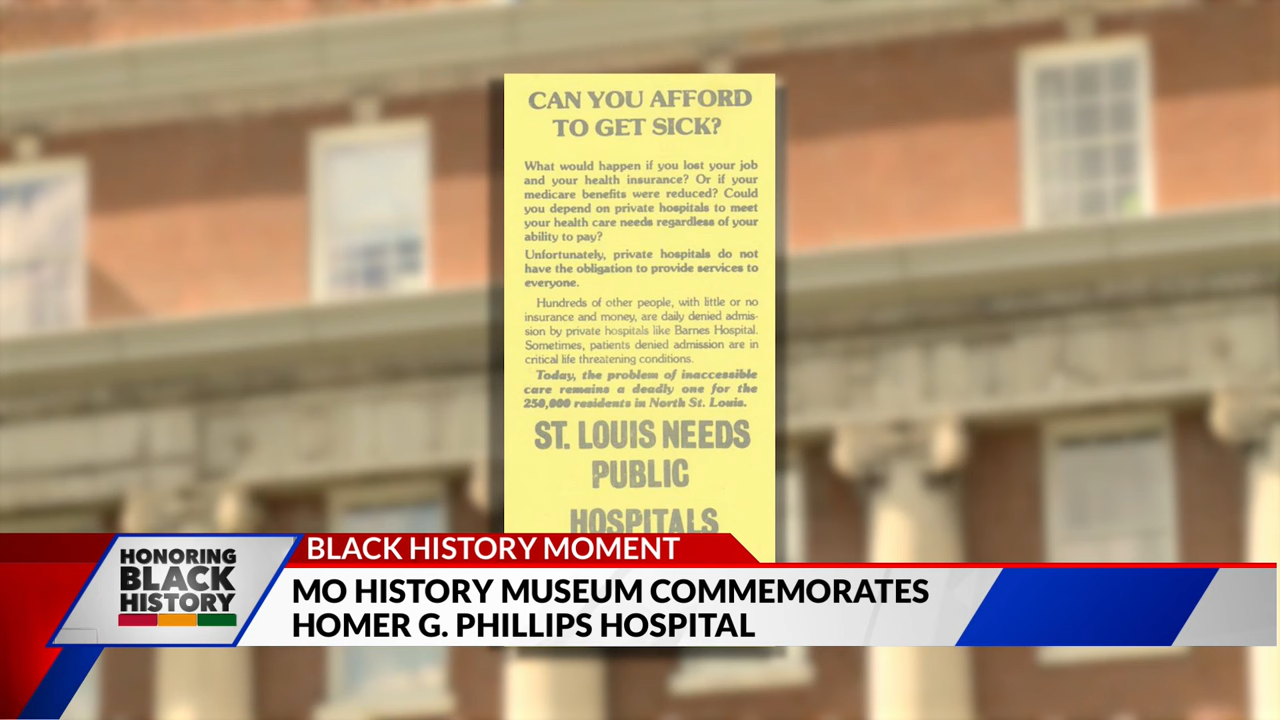 CAN YOU AFFORD
TO GET SICK?
What would happen if you lost your job
and your health insurance? Or if your
medicare benefits were reduced? Could
you depend on private hospitals to meet
your health care needs regardless of your
ability to pay?
Unfortunately, private hospitals do not
have the obligation to provide services to
everyone.
Hundreds of other people, with little or no
insurance and money, are daily denied admis-
sion by private hospitals like Barnes Hospital.
Sometimes, patients denied admission are in
critical life threatening conditions.
Today, the problem of inaccessible
care remains a deadly one for the
250,000 residents in North St. Louis.
ST. LOUIS NEEDS
PUBLIC
HOSPITALS
HONORING
BLACK
HISTORY
BLACK HISTORY MOMENT
MO HISTORY MUSEUM COMMEMORATES
HOMER G. PHILLIPS HOSPITAL